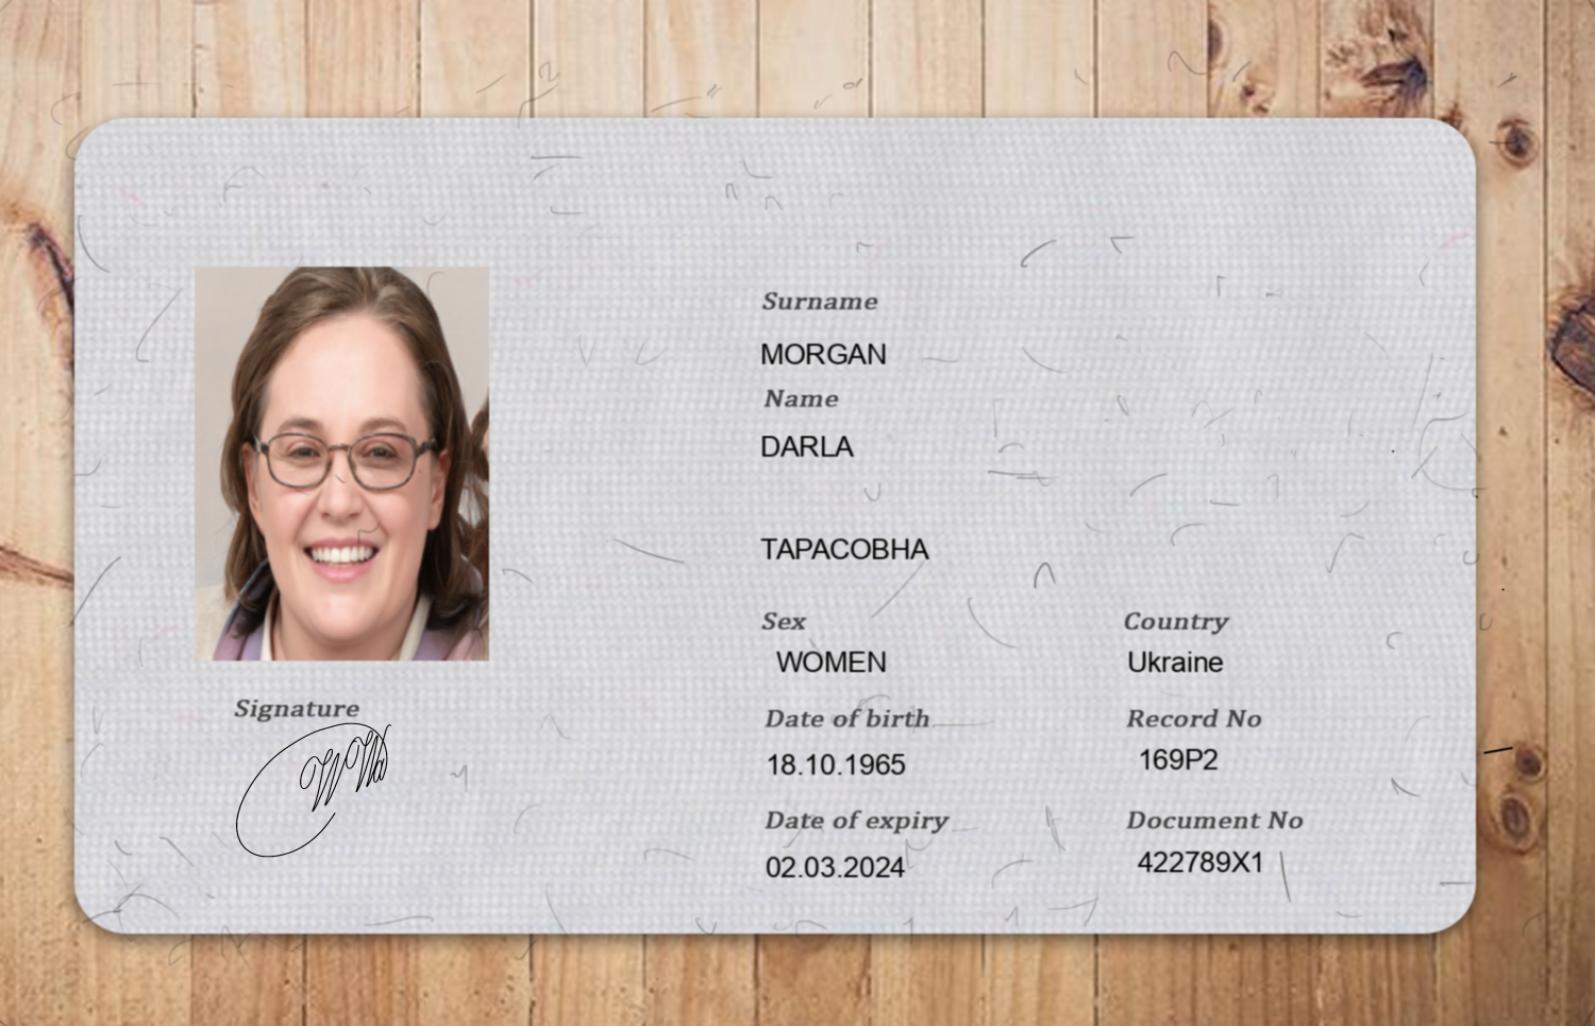 Surname
MORGAN
Name
DARLA
TAPACOBHA
Sex
WOMEN
Country
Ukraine
Date of birth
18.10.1965
Record No
169P2
Date of expiry
02.03.2024
Document No
422789X1
Signature